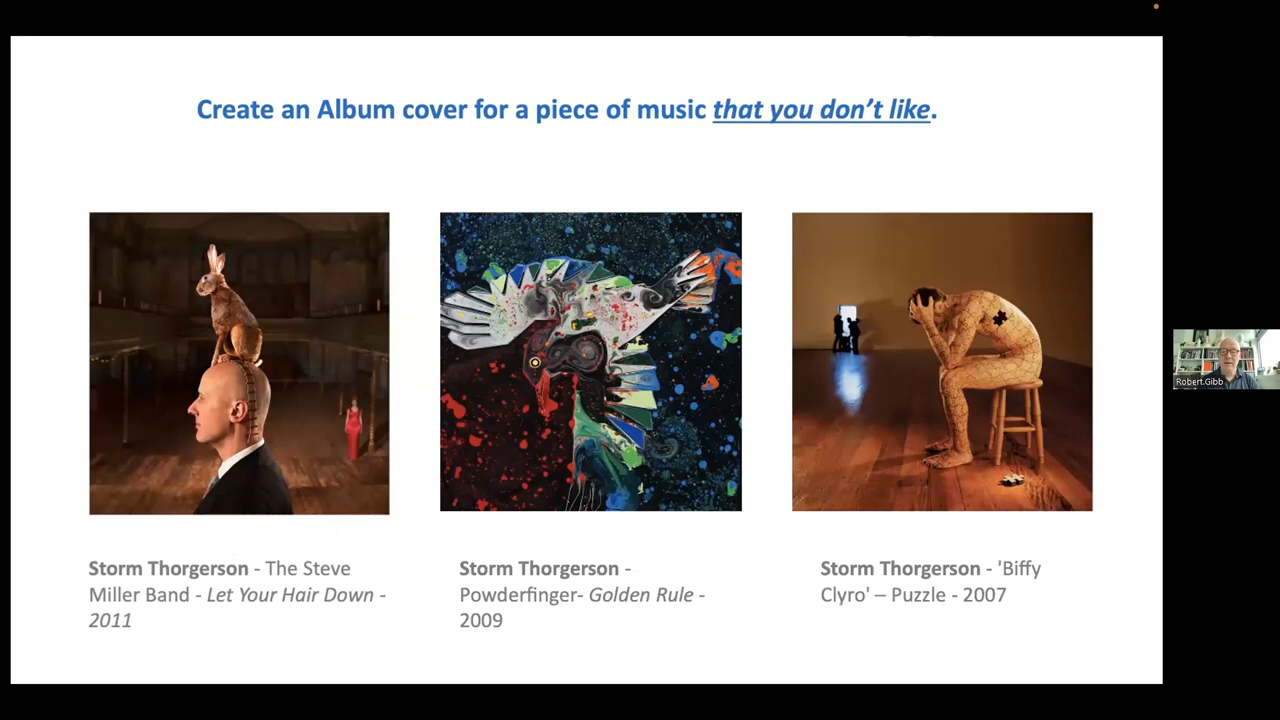 Create an Album cover for a piece of music that you don’t like.
Storm Thorgerson - The Steve
Miller Band - Let Your Hair Down -
2011
Storm Thorgerson -
Powderfinger- Golden Rule -
2009
Storm Thorgerson - 'Biffy
Clyro' – Puzzle - 2007
Robert.Gibb